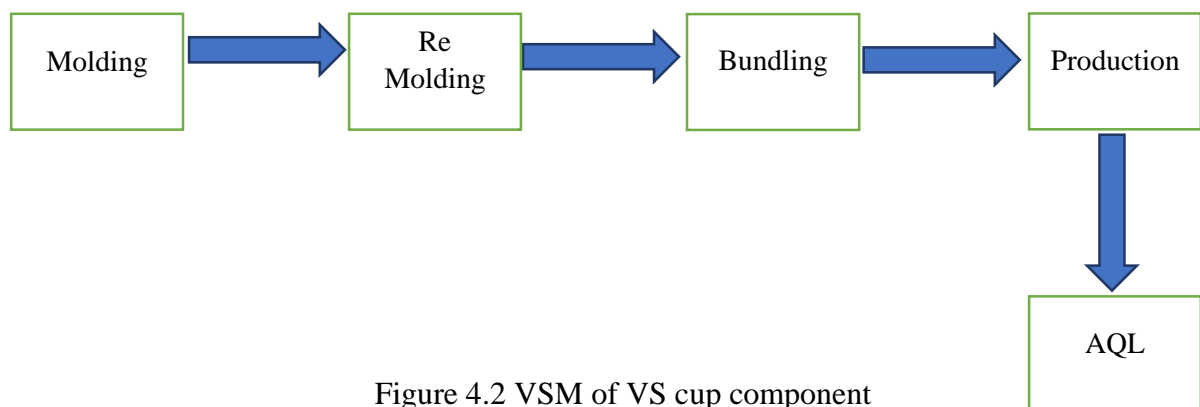 Molding
Re
Molding
Bundling
Production
AQL
Figure 4.2 VSM of VS cup component